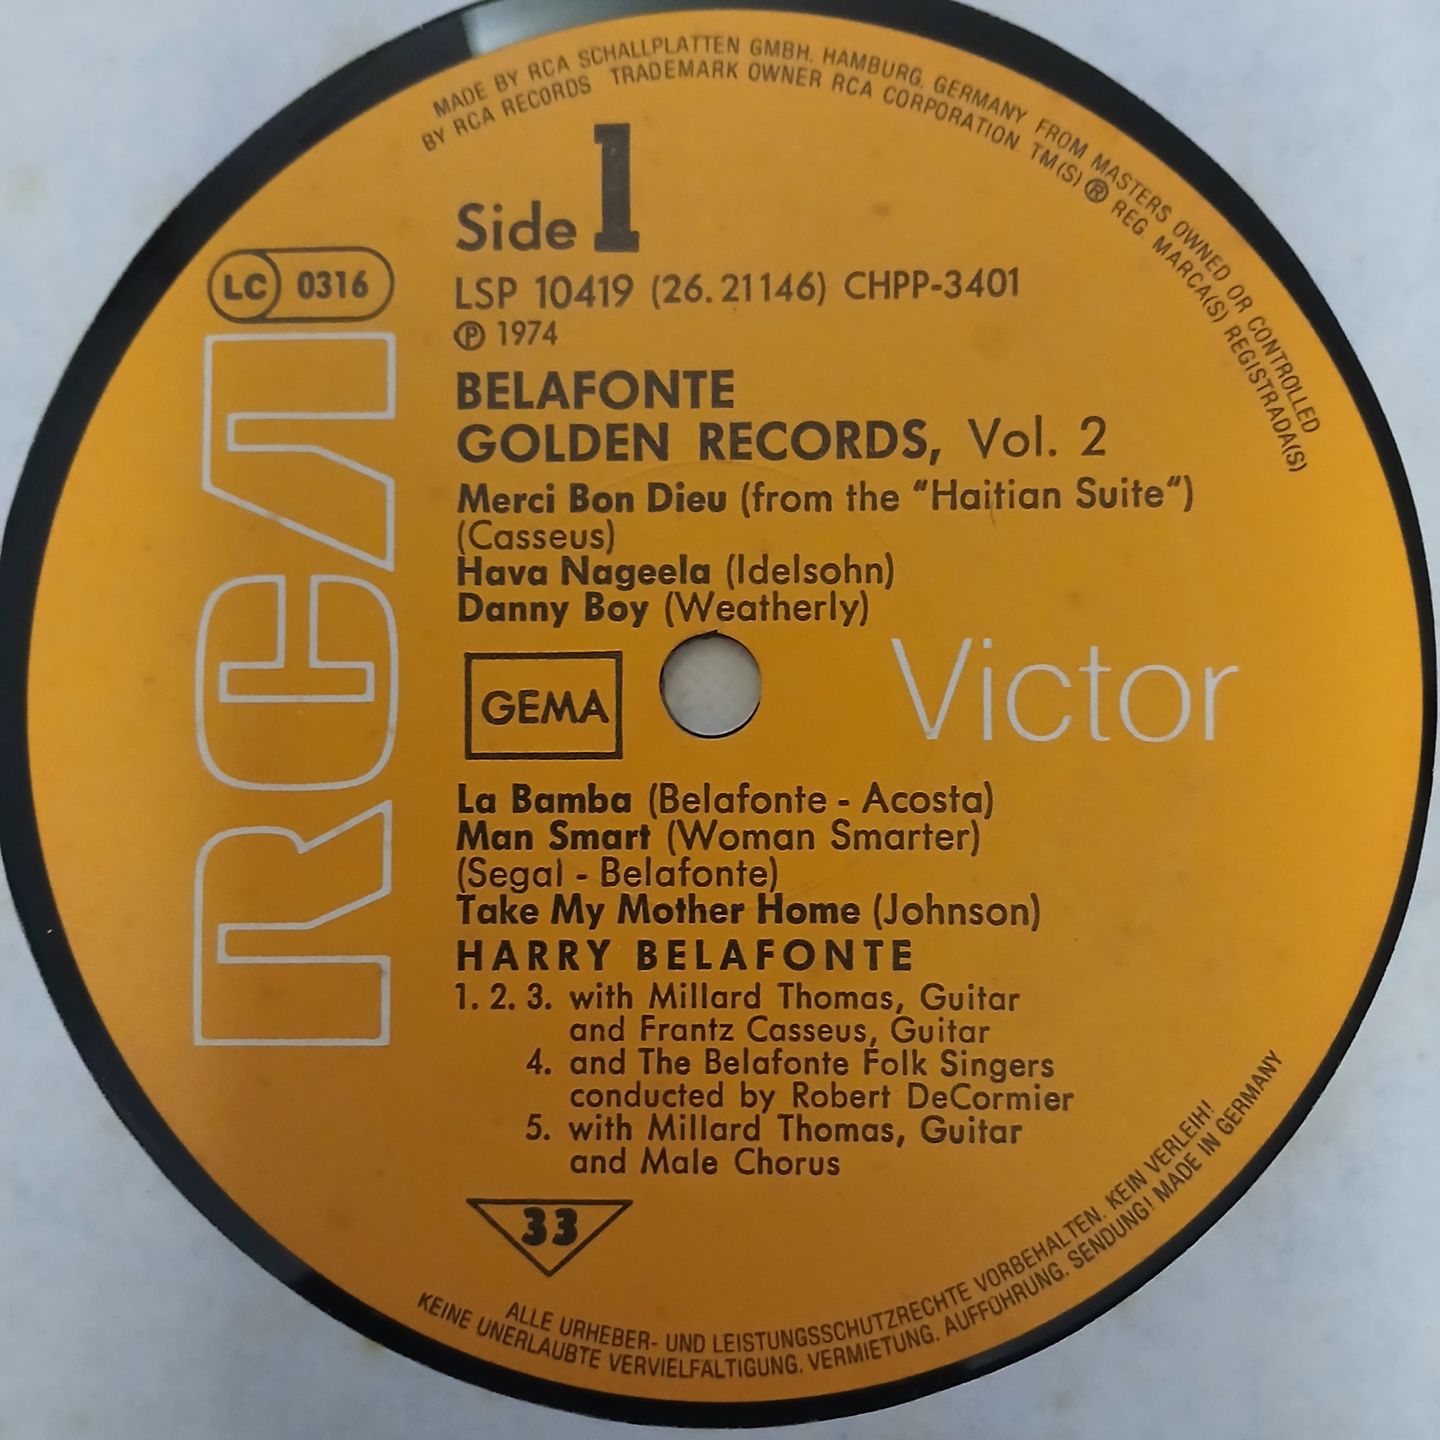 MADE BY RCA SCHALLPLATTEN GMBH, HAMBURG, GERMANY FROM MASTERS OWNED OR CONTROLLED
BY RCA RECORDS TRADEMARK OWNER RCA CORPORATION TM(S) ® REG. MARCA(S) REGISTRADA(S)
Side 1
LC 0316
LSP 10419 (26.21146) CHPP-3401
℗ 1974
RCA
BELAFONTE
GOLDEN RECORDS, Vol. 2
Merci Bon Dieu (from the “Haitian Suite“)
(Casseus)
Hava Nageela (Idelsohn)
Danny Boy (Weatherly)
GEMA
Victor
La Bamba (Belafonte - Acosta)
Man Smart (Woman Smarter)
(Segal - Belafonte)
Take My Mother Home (Johnson)
HARRY BELAFONTE
1. 2. 3. with Millard Thomas, Guitar
and Frantz Casseus, Guitar
4. and The Belafonte Folk Singers
conducted by Robert DeCormier
5. with Millard Thomas, Guitar
and Male Chorus
33
ALLE URHEBER- UND LEISTUNGSSCHUTZRECHTE VORBEHALTEN. KEIN VERLEIH!
KEINE UNERLAUBTE VERVIELFÄLTIGUNG, VERMIETUNG, AUFFÜHRUNG, SENDUNG! MADE IN GERMANY